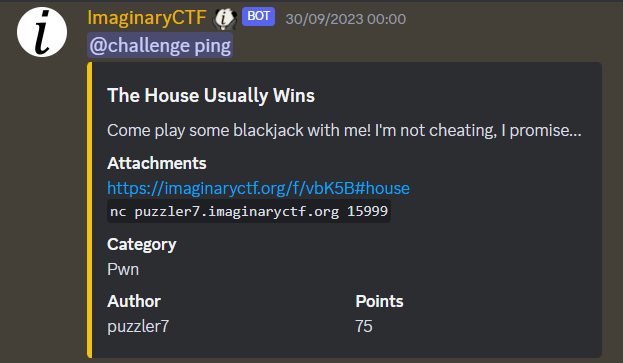 ImaginaryCTF BOT 30/09/2023 00:00
@challenge ping
The House Usually Wins
Come play some blackjack with me! I'm not cheating, I promise...
Attachments
https://imaginaryctf.org/f/vbK5B#house
nc puzzler7.imaginaryctf.org 15999
Category
Pwn
Author Points
puzzler7 75